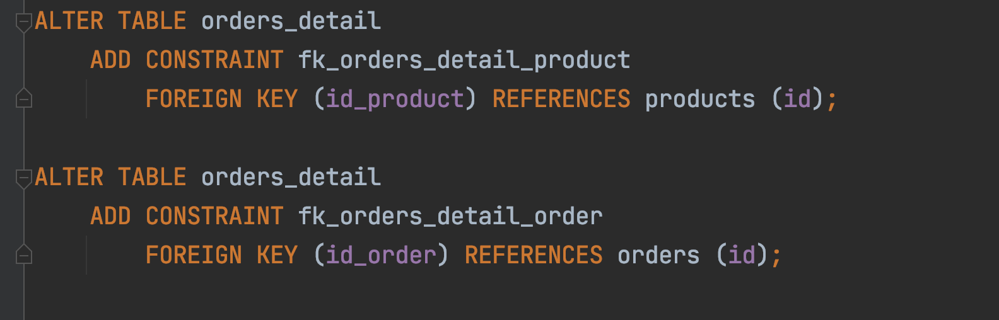 ALTER TABLE orders_detail
    ADD CONSTRAINT fk_orders_detail_product
        FOREIGN KEY (id_product) REFERENCES products (id);

ALTER TABLE orders_detail
    ADD CONSTRAINT fk_orders_detail_order
        FOREIGN KEY (id_order) REFERENCES orders (id);